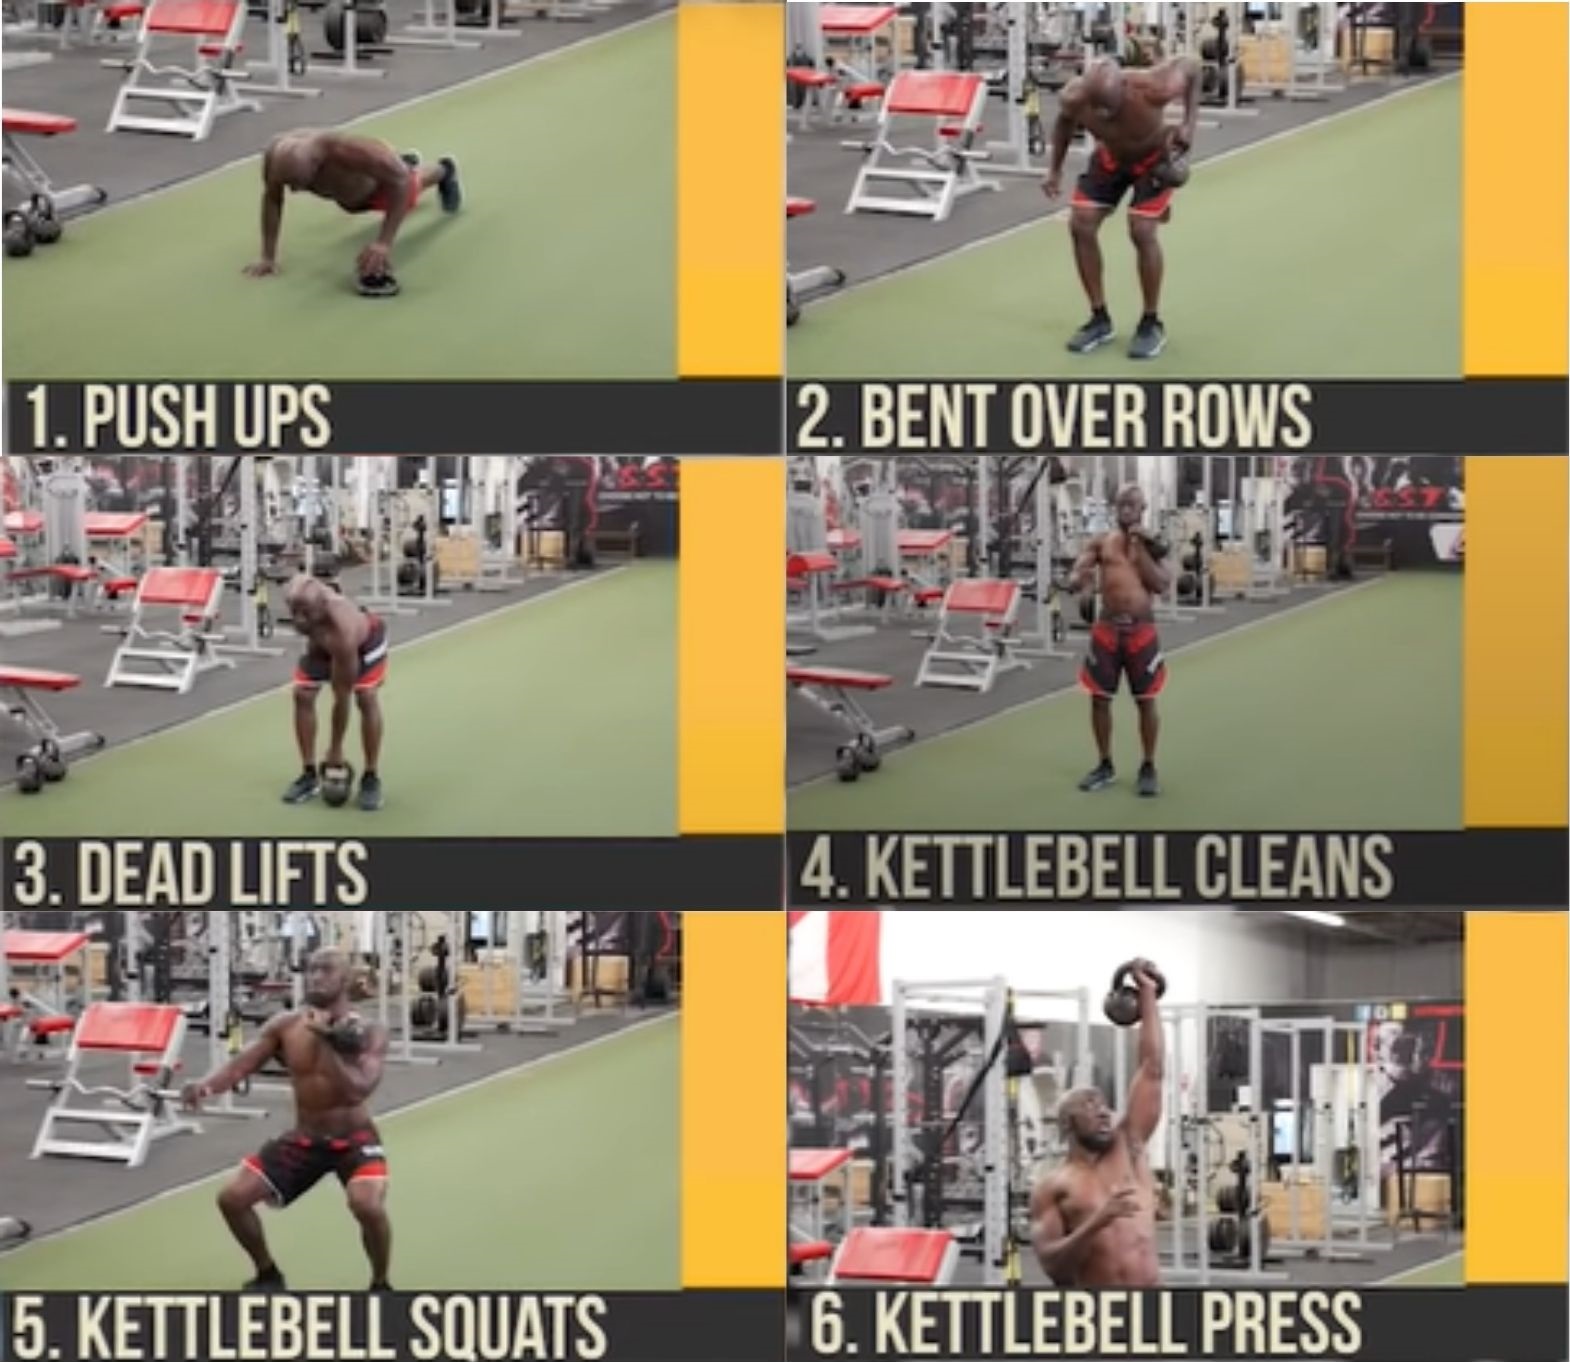 1. PUSH UPS
2. BENT OVER ROWS
3. DEAD LIFTS
4. KETTLEBELL CLEANS
5. KETTLEBELL SQUATS
6. KETTLEBELL PRESS